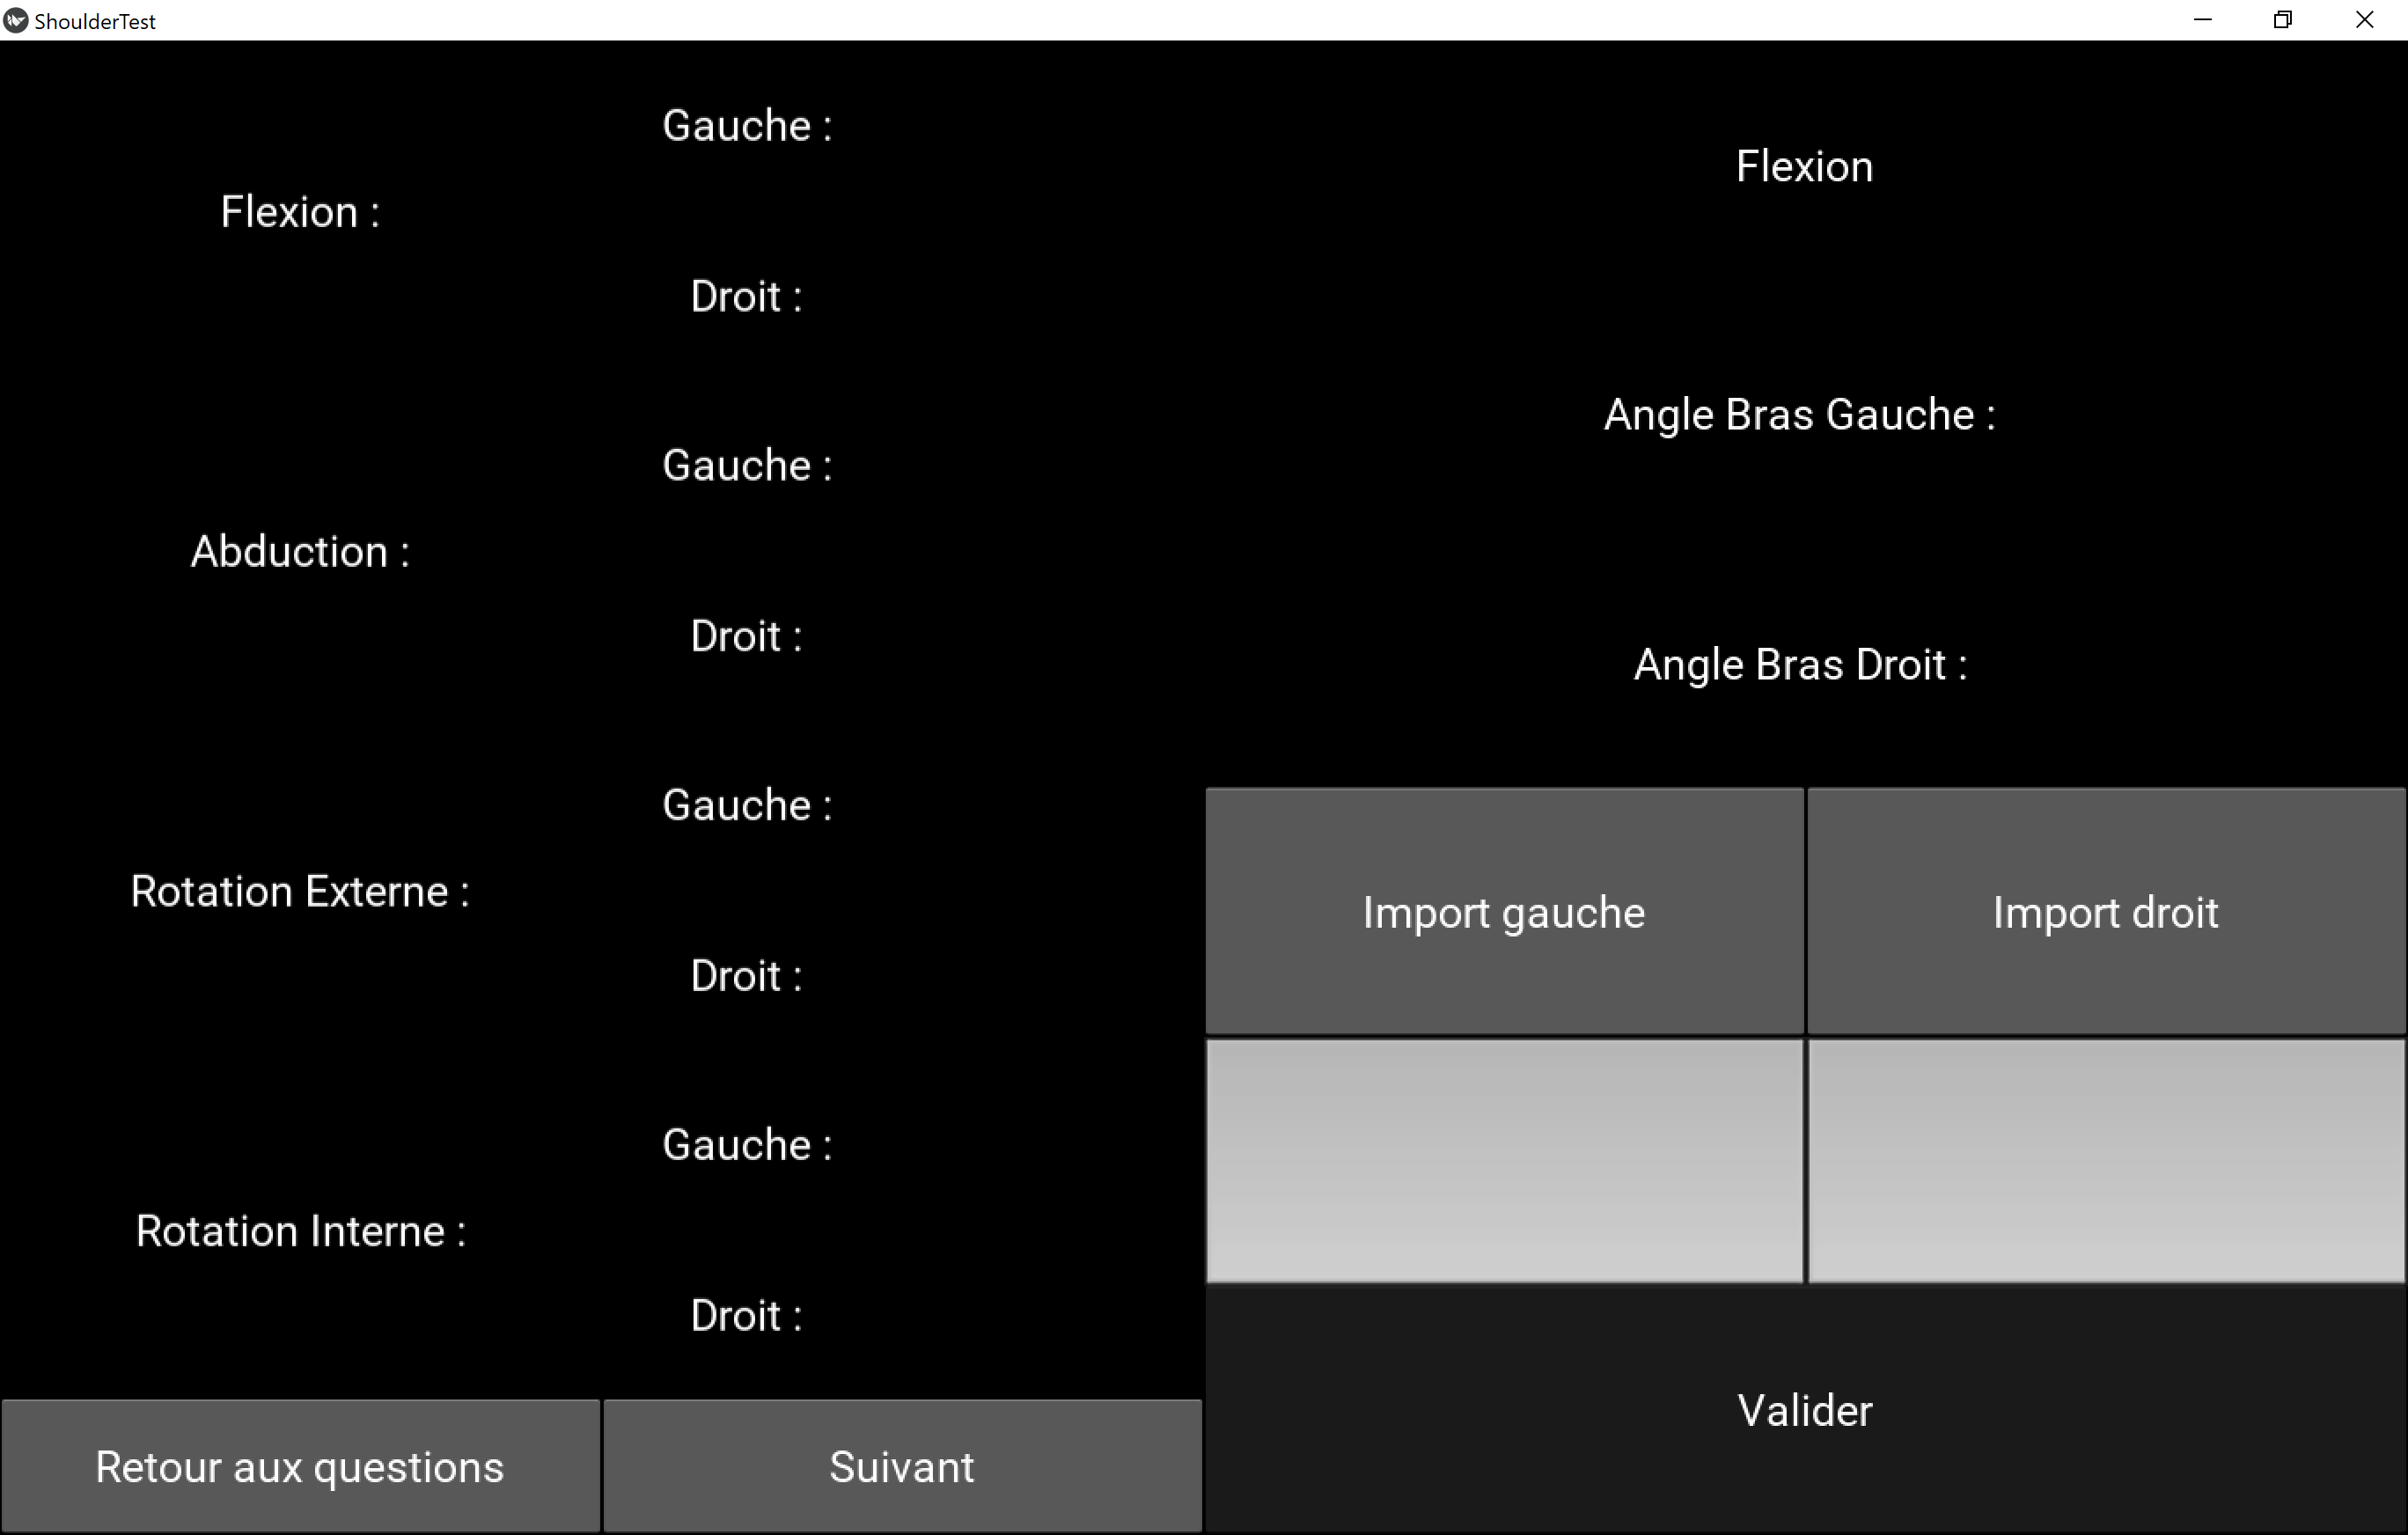 ShoulderTest
Flexion :
Gauche :
Droit :
Abduction :
Gauche :
Droit :
Rotation Externe :
Gauche :
Droit :
Rotation Interne :
Gauche :
Droit :
Retour aux questions
Suivant
Flexion
Angle Bras Gauche :
Angle Bras Droit :
Import gauche
Import droit
Valider